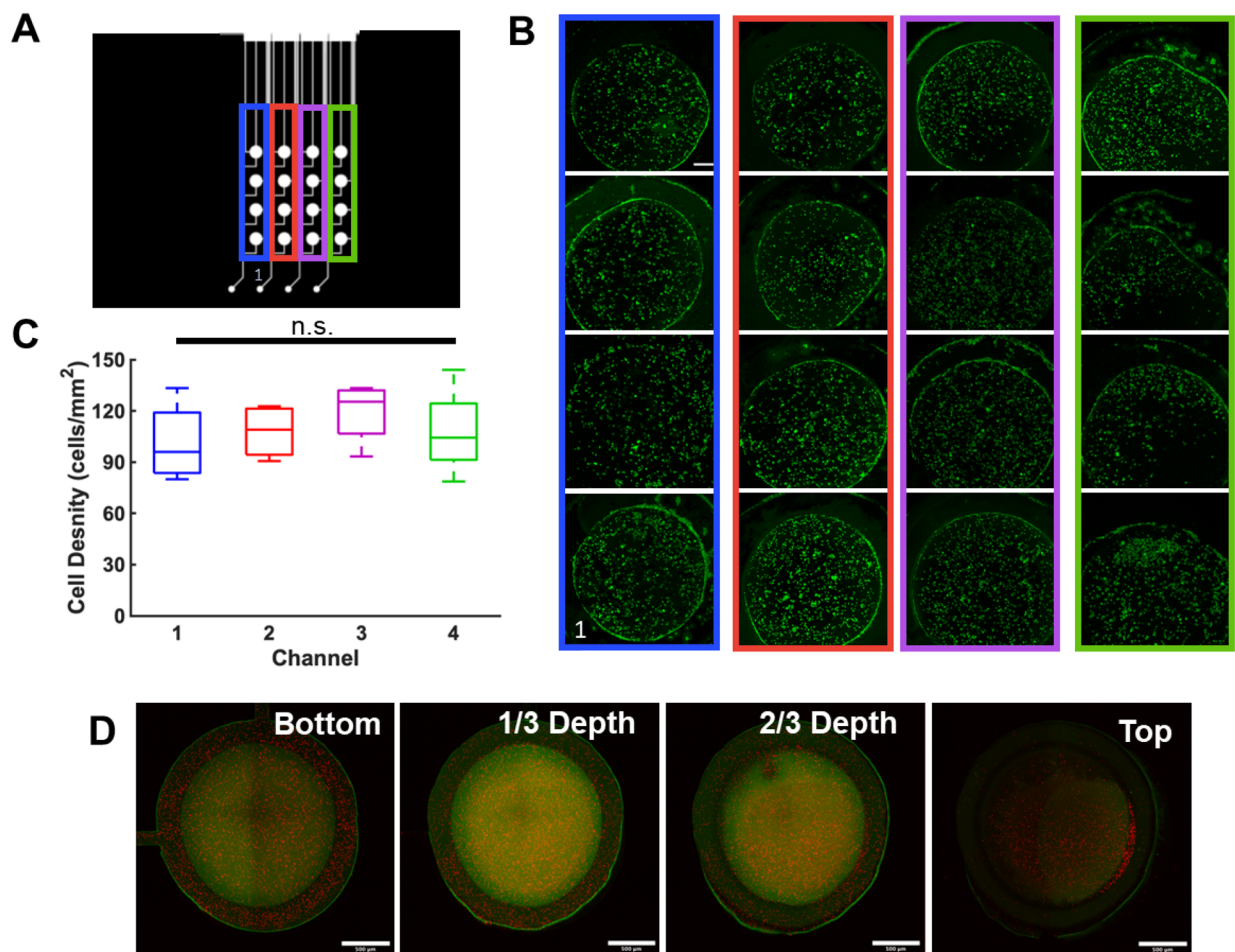 A
1
B
1
C
n.s.
150
120
90
60
30
0
Cell Desnity (cells/mm²)
1 2 3 4
Channel
D
Bottom
1/3 Depth
2/3 Depth
Top
500 μm
500 μm
500 μm
500 μm